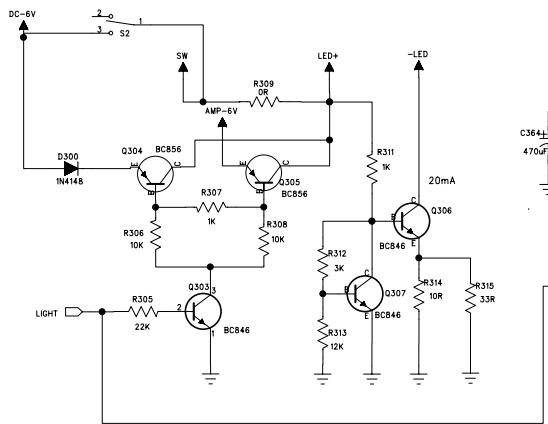 DC-6V
2
1
3
S2
SW
LED+
-LED
R309
0R
AMP-6V
C364
+
470uF
R311
1K
D300
1N4148
Q304
BC856
E
C
B
E
C
B
Q305
BC856
20mA
R307
1K
R306
10K
R308
10K
C
B
E
Q306
BC846
R312
3K
C
B
E
Q307
BC846
R314
10R
R315
33R
R313
12K
LIGHT
R305
22K
Q303
3
2
1
BC846